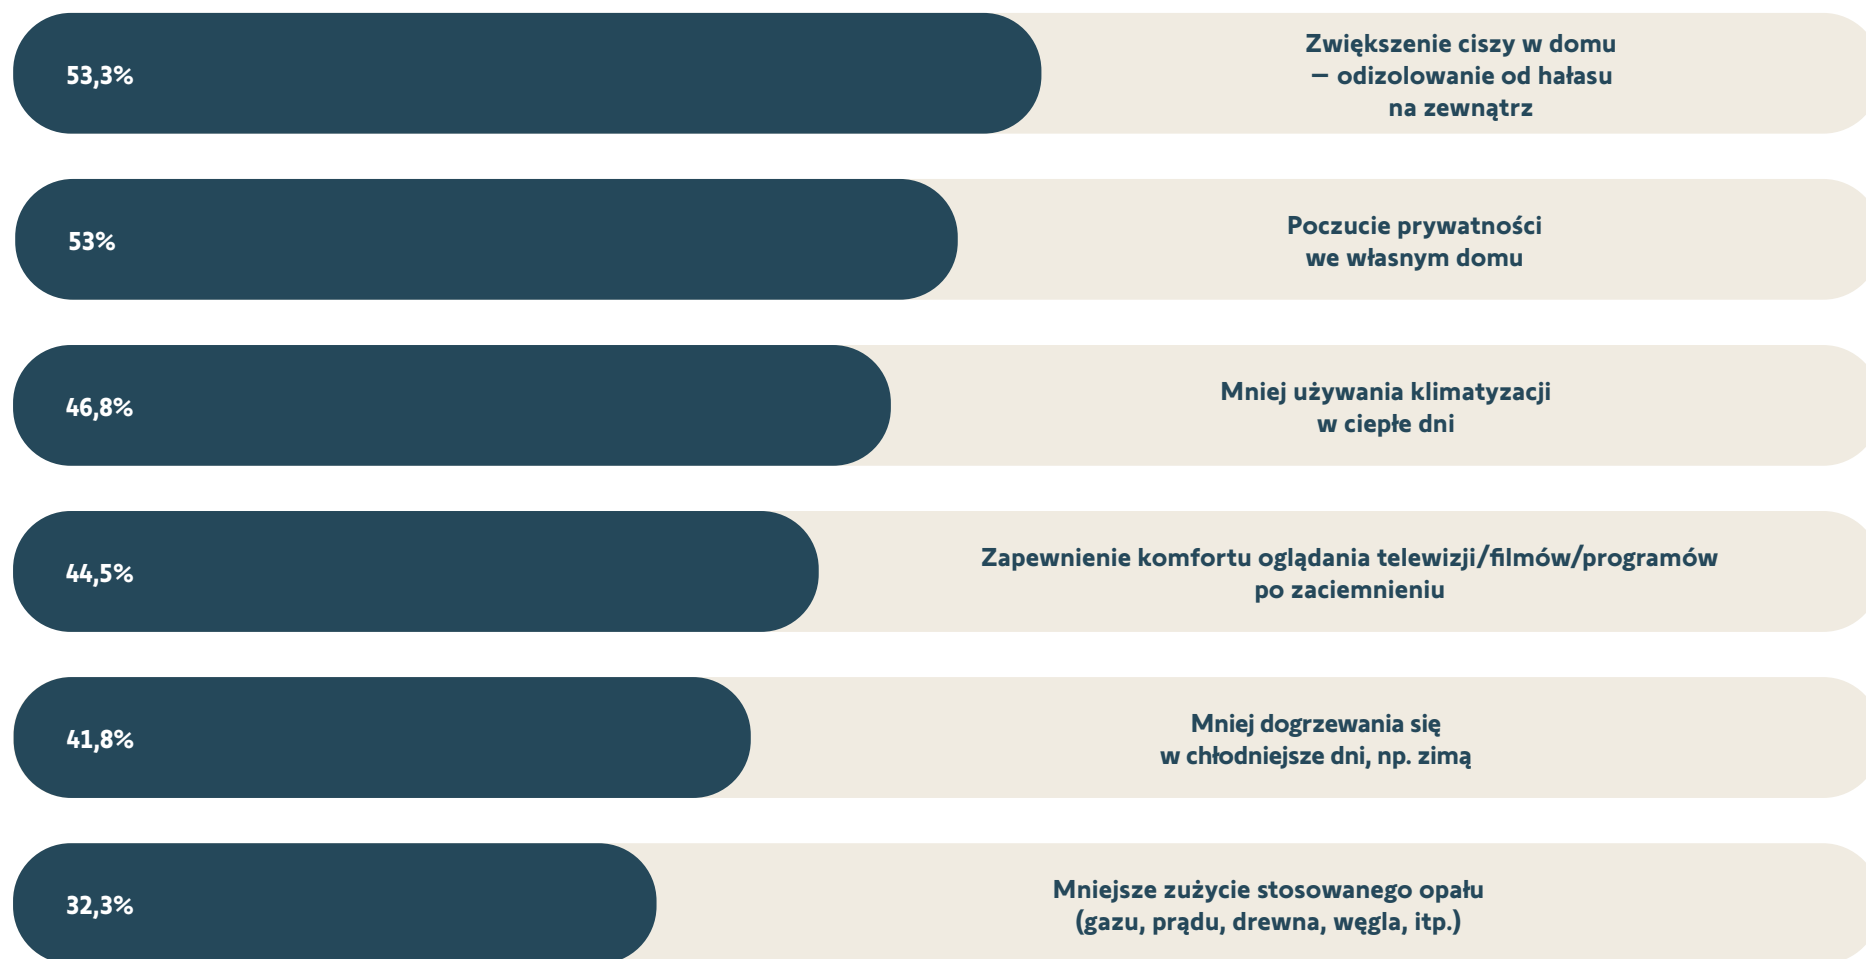 53,3%
Zwiększenie ciszy w domu
– odizolowanie od hałasu
na zewnątrz
53%
Poczucie prywatności
we własnym domu
46,8%
Mniej używania klimatyzacji
w ciepłe dni
44,5%
Zapewnienie komfortu oglądania telewizji/filmów/programów
po zaciemnieniu
41,8%
Mniej dogrzewania się
w chłodniejsze dni, np. zimą
32,3%
Mniejsze zużycie stosowanego opału
(gazu, prądu, drewna, węgla, itp.)